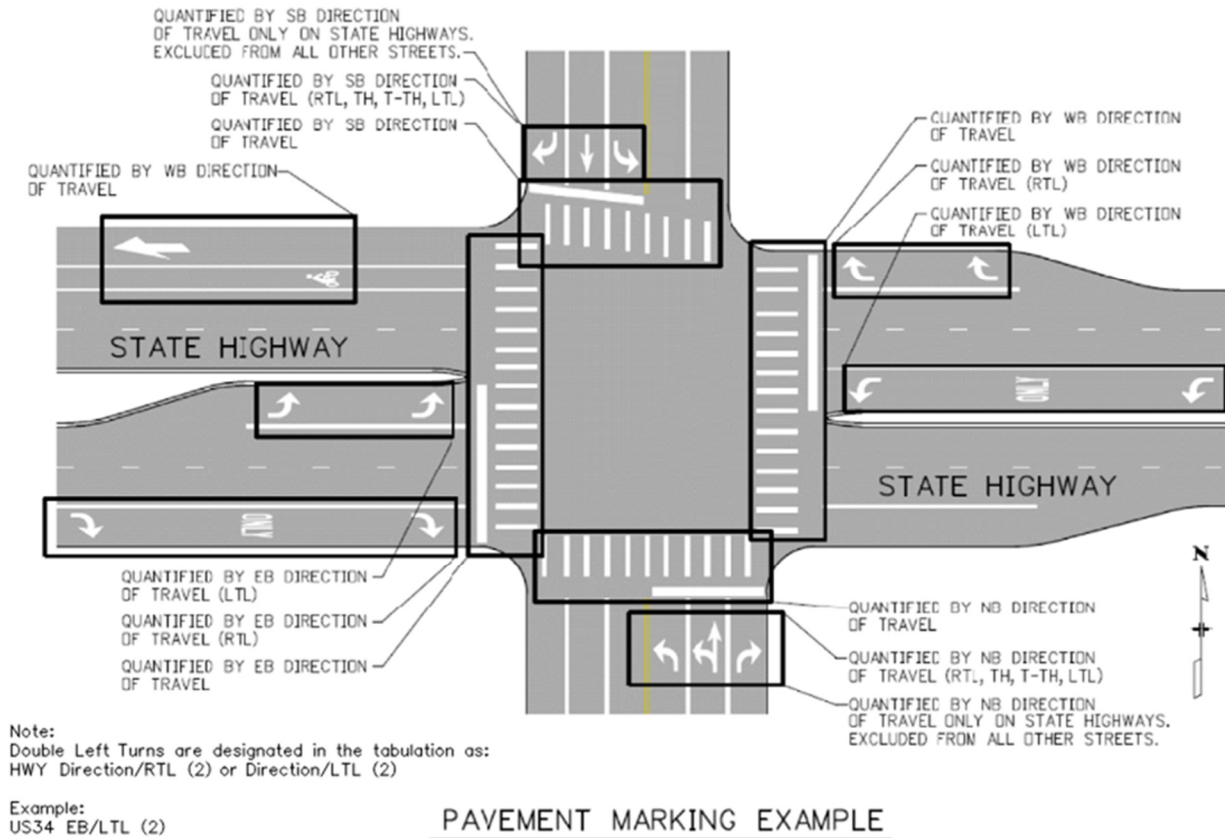 QUANTIFIED BY SB DIRECTION
OF TRAVEL ONLY ON STATE HIGHWAYS.
EXCLUDED FROM ALL OTHER STREETS.
QUANTIFIED BY SB DIRECTION
OF TRAVEL (RTL, TH, T-TH, LTL)
QUANTIFIED BY SB DIRECTION
OF TRAVEL
QUANTIFIED BY WB DIRECTION
OF TRAVEL
QUANTIFIED BY WB DIRECTION
OF TRAVEL
QUANTIFIED BY WB DIRECTION
OF TRAVEL (RTL)
QUANTIFIED BY WB DIRECTION
OF TRAVEL (LTL)
STATE HIGHWAY
ONLY
STATE HIGHWAY
ONLY
QUANTIFIED BY EB DIRECTION
OF TRAVEL (LTL)
QUANTIFIED BY EB DIRECTION
OF TRAVEL (RTL)
QUANTIFIED BY EB DIRECTION
OF TRAVEL
N
QUANTIFIED BY NB DIRECTION
OF TRAVEL
QUANTIFIED BY NB DIRECTION
OF TRAVEL (RTL, TH, T-TH, LTL)
QUANTIFIED BY NB DIRECTION
OF TRAVEL ONLY ON STATE HIGHWAYS.
EXCLUDED FROM ALL OTHER STREETS.
Note:
Double Left Turns are designated in the tabulation as:
HWY Direction/RTL (2) or Direction/LTL (2)
Example:
US34 EB/LTL (2)
PAVEMENT MARKING EXAMPLE